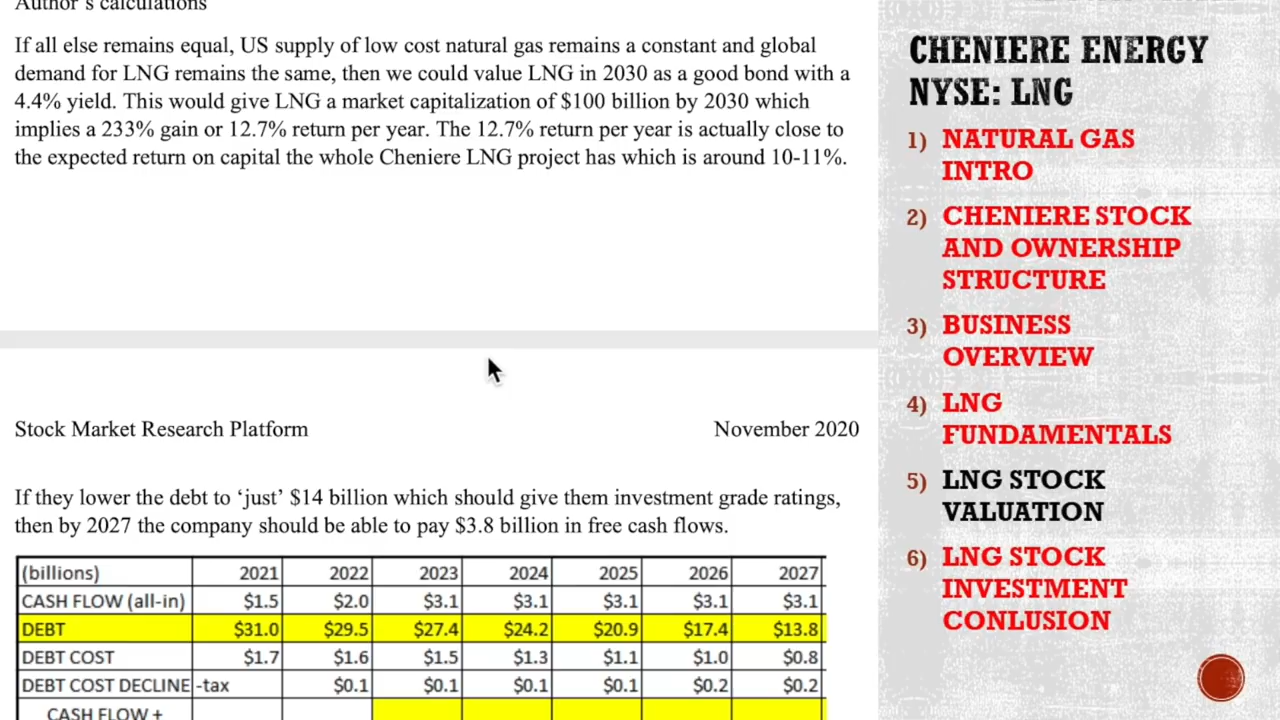 Author's calculations
If all else remains equal, US supply of low cost natural gas remains a constant and global
demand for LNG remains the same, then we could value LNG in 2030 as a good bond with a
4.4% yield. This would give LNG a market capitalization of $100 billion by 2030 which
implies a 233% gain or 12.7% return per year. The 12.7% return per year is actually close to
the expected return on capital the whole Cheniere LNG project has which is around 10-11%.
Stock Market Research Platform November 2020
If they lower the debt to ‘just’ $14 billion which should give them investment grade ratings,
then by 2027 the company should be able to pay $3.8 billion in free cash flows.
(billions) 2021 2022 2023 2024 2025 2026 2027
CASH FLOW (all-in) $1.5 $2.0 $3.1 $3.1 $3.1 $3.1 $3.1
DEBT $31.0 $29.5 $27.4 $24.2 $20.9 $17.4 $13.8
DEBT COST $1.7 $1.6 $1.5 $1.3 $1.1 $1.0 $0.8
DEBT COST DECLINE -tax $0.1 $0.1 $0.1 $0.1 $0.2 $0.2
CASH FLOW +
CHENIERE ENERGY
NYSE: LNG
1) NATURAL GAS
INTRO
2) CHENIERE STOCK
AND OWNERSHIP
STRUCTURE
3) BUSINESS
OVERVIEW
4) LNG
FUNDAMENTALS
5) LNG STOCK
VALUATION
6) LNG STOCK
INVESTMENT
CONLUSION